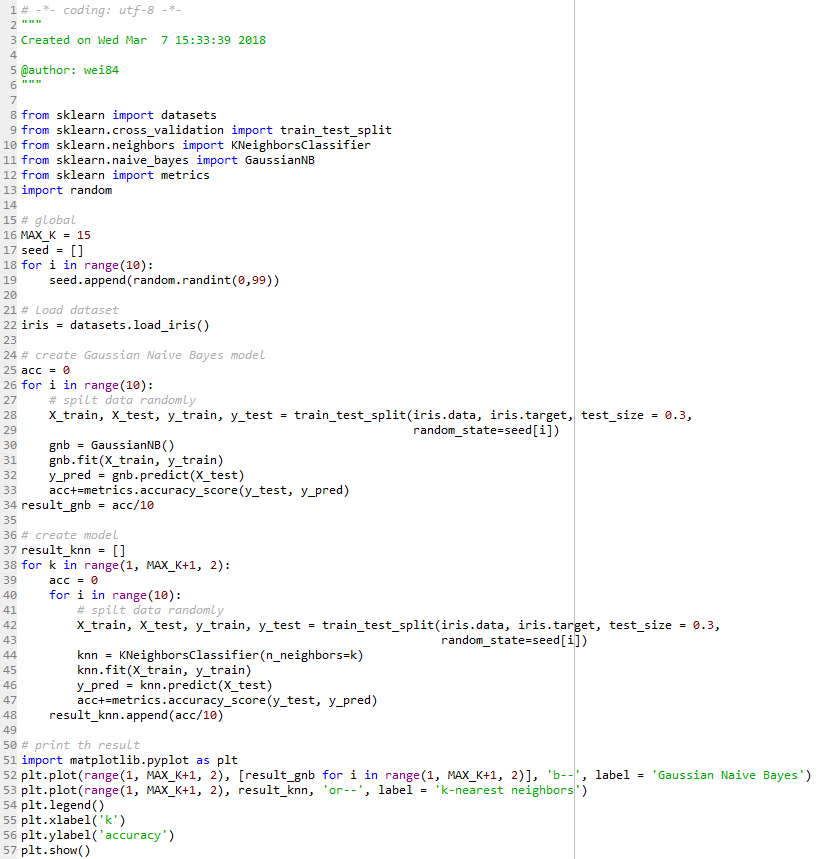 1 # -*- coding: utf-8 -*-
2 """
3 Created on Wed Mar  7 15:33:39 2018
4
5 @author: wei84
6 """
7
8 from sklearn import datasets
9 from sklearn.cross_validation import train_test_split
10 from sklearn.neighbors import KNeighborsClassifier
11 from sklearn.naive_bayes import GaussianNB
12 from sklearn import metrics
13 import random
14
15 # global
16 MAX_K = 15
17 seed = []
18 for i in range(10):
19     seed.append(random.randint(0,99))
20
21 # Load dataset
22 iris = datasets.load_iris()
23
24 # create Gaussian Naive Bayes model
25 acc = 0
26 for i in range(10):
27     # spilt data randomly
28     X_train, X_test, y_train, y_test = train_test_split(iris.data, iris.target, test_size = 0.3,
29                                                         random_state=seed[i])
30     gnb = GaussianNB()
31     gnb.fit(X_train, y_train)
32     y_pred = gnb.predict(X_test)
33     acc+=metrics.accuracy_score(y_test, y_pred)
34 result_gnb = acc/10
35
36 # create model
37 result_knn = []
38 for k in range(1, MAX_K+1, 2):
39     acc = 0
40     for i in range(10):
41         # spilt data randomly
42         X_train, X_test, y_train, y_test = train_test_split(iris.data, iris.target, test_size = 0.3,
43                                                             random_state=seed[i])
44         knn = KNeighborsClassifier(n_neighbors=k)
45         knn.fit(X_train, y_train)
46         y_pred = knn.predict(X_test)
47         acc+=metrics.accuracy_score(y_test, y_pred)
48     result_knn.append(acc/10)
49
50 # print th result
51 import matplotlib.pyplot as plt
52 plt.plot(range(1, MAX_K+1, 2), [result_gnb for i in range(1, MAX_K+1, 2)], 'b--', label = 'Gaussian Naive Bayes')
53 plt.plot(range(1, MAX_K+1, 2), result_knn, 'or--', label = 'k-nearest neighbors')
54 plt.legend()
55 plt.xlabel('k')
56 plt.ylabel('accuracy')
57 plt.show()